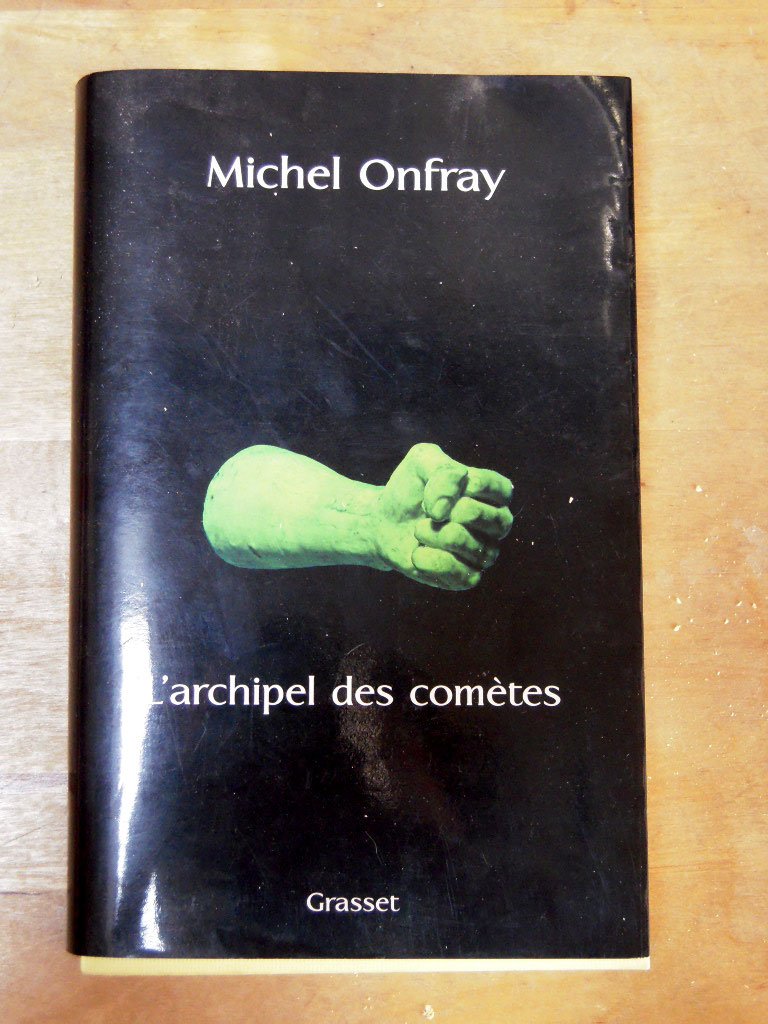 Michel Onfray
L'archipel des comètes
Grasset